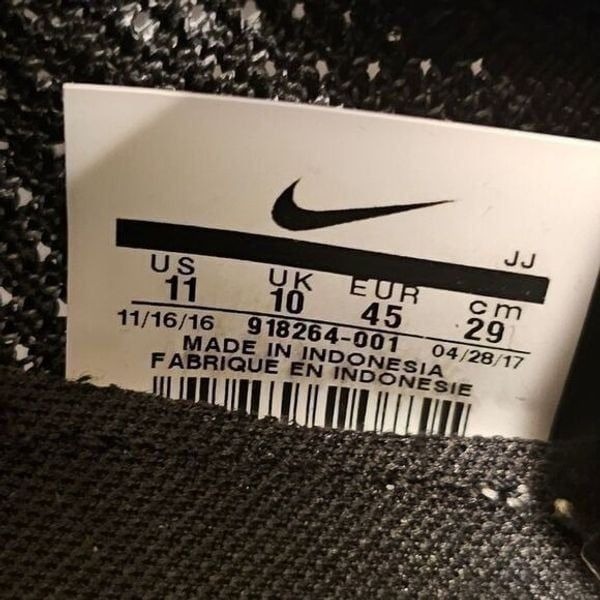 JJ
US UK EUR cm
11 10 45 29
11/16/16 918264-001 04/28/17
MADE IN INDONESIA
FABRIQUE EN INDONESIE